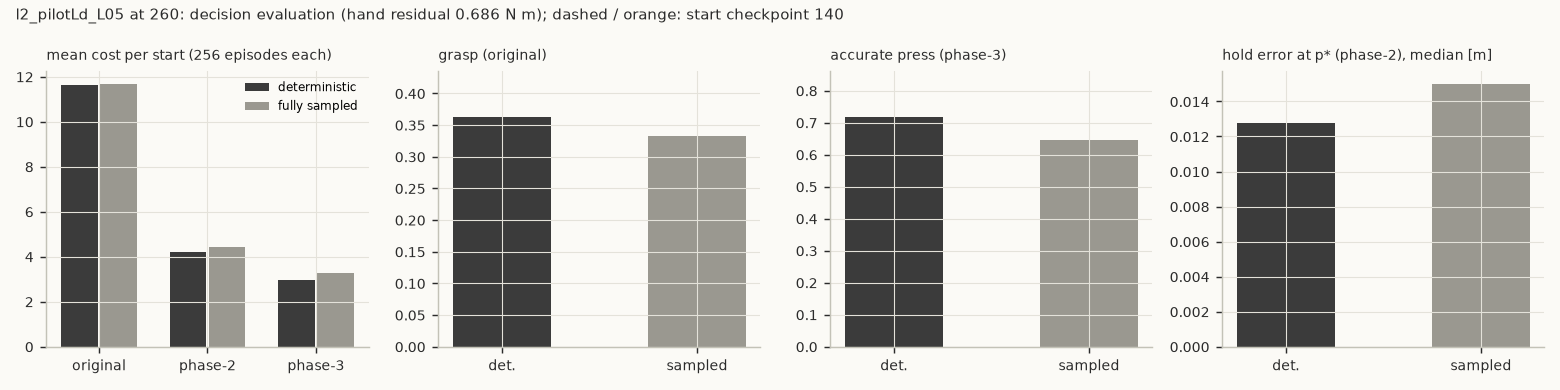 l2_pilotLd_L05 at 260: decision evaluation (hand residual 0.686 N m); dashed / orange: start checkpoint 140
mean cost per start (256 episodes each)
12
10
8
6
4
2
0
deterministic
fully sampled
original
phase-2
phase-3
grasp (original)
0.40
0.35
0.30
0.25
0.20
0.15
0.10
0.05
0.00
det.
sampled
accurate press (phase-3)
0.8
0.7
0.6
0.5
0.4
0.3
0.2
0.1
0.0
det.
sampled
hold error at p* (phase-2), median [m]
0.014
0.012
0.010
0.008
0.006
0.004
0.002
0.000
det.
sampled